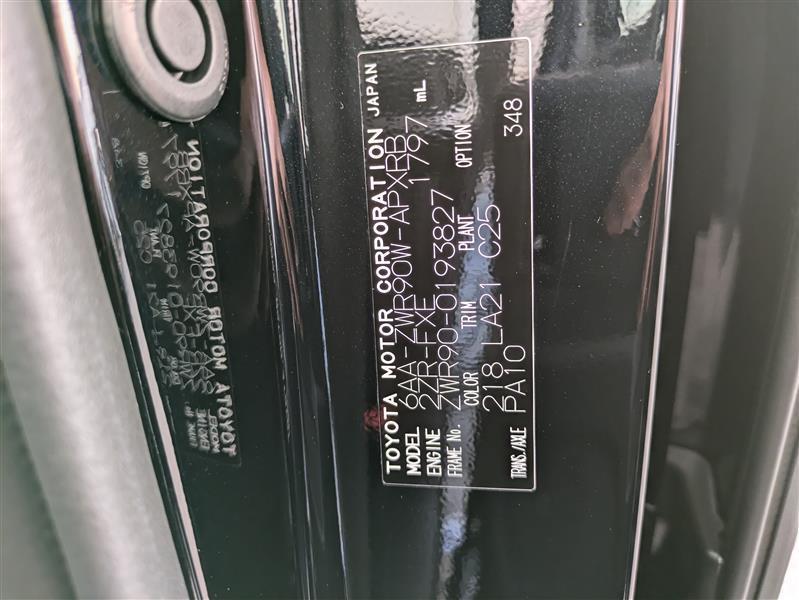 TOYOTA MOTOR CORPORATION JAPAN
MODEL 6AA-ZWR90W-APXRB
ENGINE 2ZR-FXE 1797 mL
FRAME No. ZWR90-0193827
COLOR TRIM PLANT OPTION
218 LA21 C25
TRANS./AXLE PA10 348